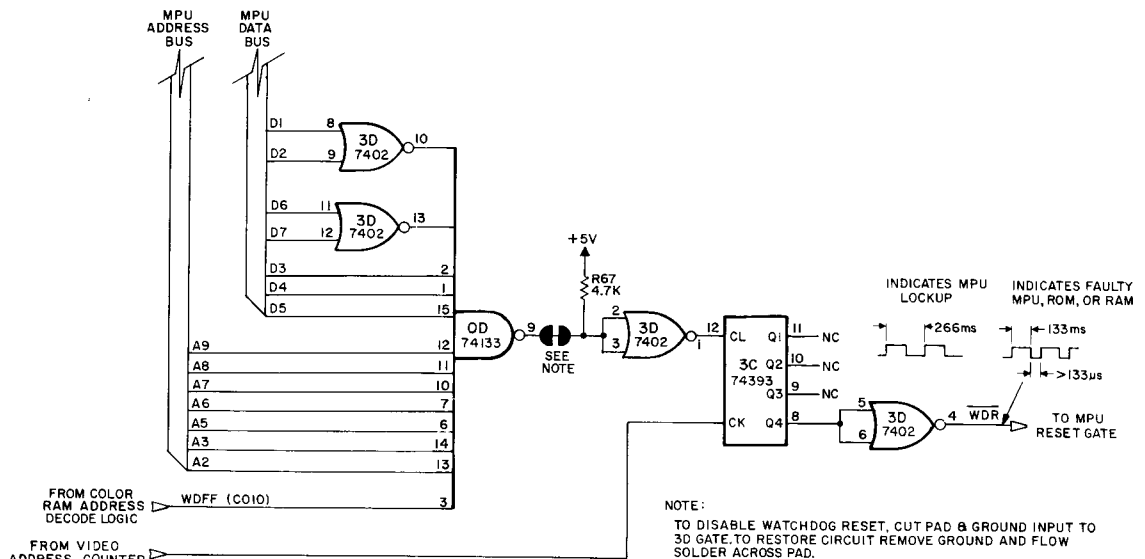 MPU
ADDRESS
BUS
MPU
DATA
BUS
D1
8
D2
9
3D
7402
10
D6
11
D7
12
3D
7402
13
D3
2
D4
1
D5
15
OD
74133
9
SEE
NOTE
+5V
R67
4.7K
2
3
3D
7402
1
12
CL
3C
74393
CK
Q1
11
NC
Q2
10
NC
Q3
9
NC
Q4
8
5
6
3D
7402
4
WDR
TO MPU
RESET GATE
INDICATES MPU
LOCKUP
266ms
INDICATES FAULTY
MPU, ROM, OR RAM
133ms
>133µs
A9
12
A8
11
A7
10
A6
7
A5
6
A3
14
A2
13
FROM COLOR
RAM ADDRESS
DECODE LOGIC
WDFF (C010)
3
FROM VIDEO
ADDRESS COUNTER
NOTE:
TO DISABLE WATCHDOG RESET, CUT PAD & GROUND INPUT TO
3D GATE. TO RESTORE CIRCUIT REMOVE GROUND AND FLOW
SOLDER ACROSS PAD.